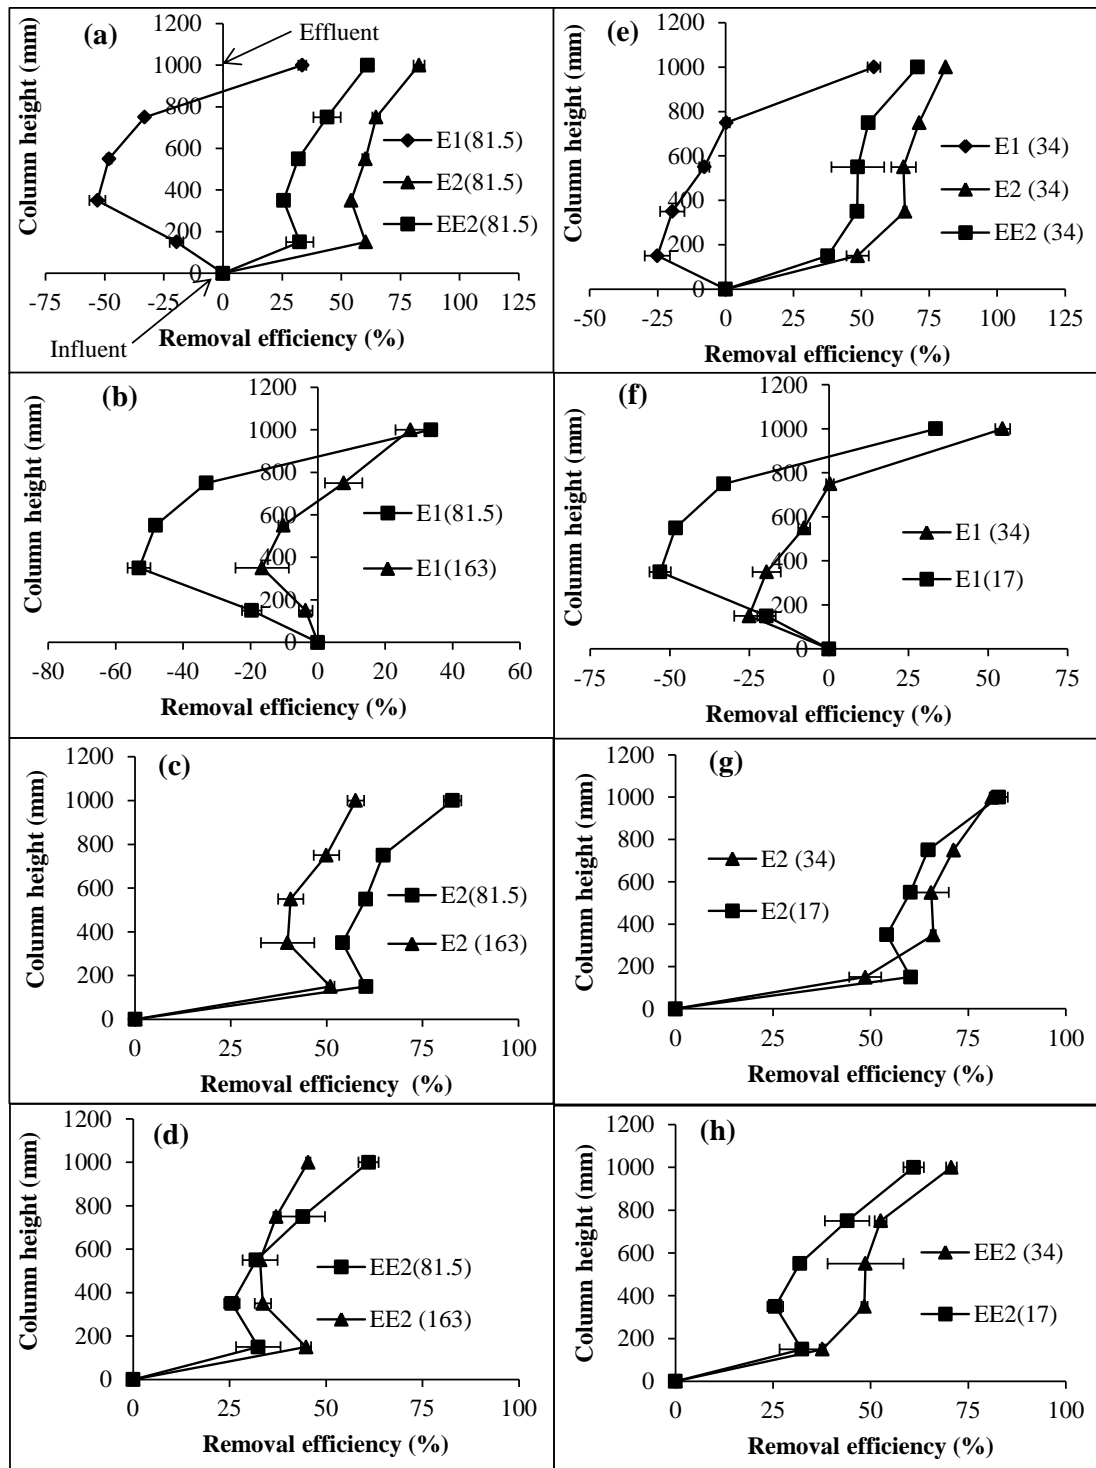 (a)
Effluent
Column height (mm)
1200
1000
800
600
400
200
0
E1(81.5)
E2(81.5)
EE2(81.5)
-75 -50 -25 0 25 50 75 100 125
Influent
Removal efficiency (%)
(e)
Column height (mm)
1200
1000
800
600
400
200
0
E1 (34)
E2 (34)
EE2 (34)
-50 -25 0 25 50 75 100 125
Removal efficiency (%)
(b)
Column height (mm)
1200
1000
800
600
400
200
0
E1(81.5)
E1(163)
-80 -60 -40 -20 0 20 40 60
Removal efficiency (%)
(f)
Column height (mm)
1200
1000
800
600
400
200
0
E1 (34)
E1(17)
-75 -50 -25 0 25 50 75
Removal efficiency (%)
(c)
Column height (mm)
1200
1000
800
600
400
200
0
E2(81.5)
E2 (163)
0 25 50 75 100
Removal efficiency (%)
(g)
Column height (mm)
1200
1000
800
600
400
200
0
E2 (34)
E2(17)
0 25 50 75 100
Removal efficiency (%)
(d)
Column height (mm)
1200
1000
800
600
400
200
0
EE2(81.5)
EE2 (163)
0 25 50 75 100
Removal efficiency (%)
(h)
Column height (mm)
1200
1000
800
600
400
200
0
EE2 (34)
EE2(17)
0 25 50 75 100
Removal efficiency (%)